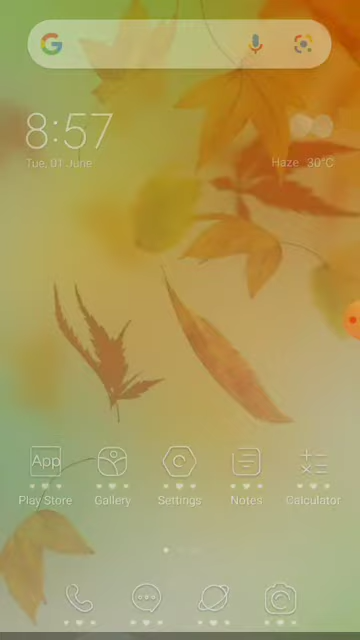 8:57
Tue, 01 June
Haze 30°C
App
Play Store
Gallery
Settings
Notes
Calculator